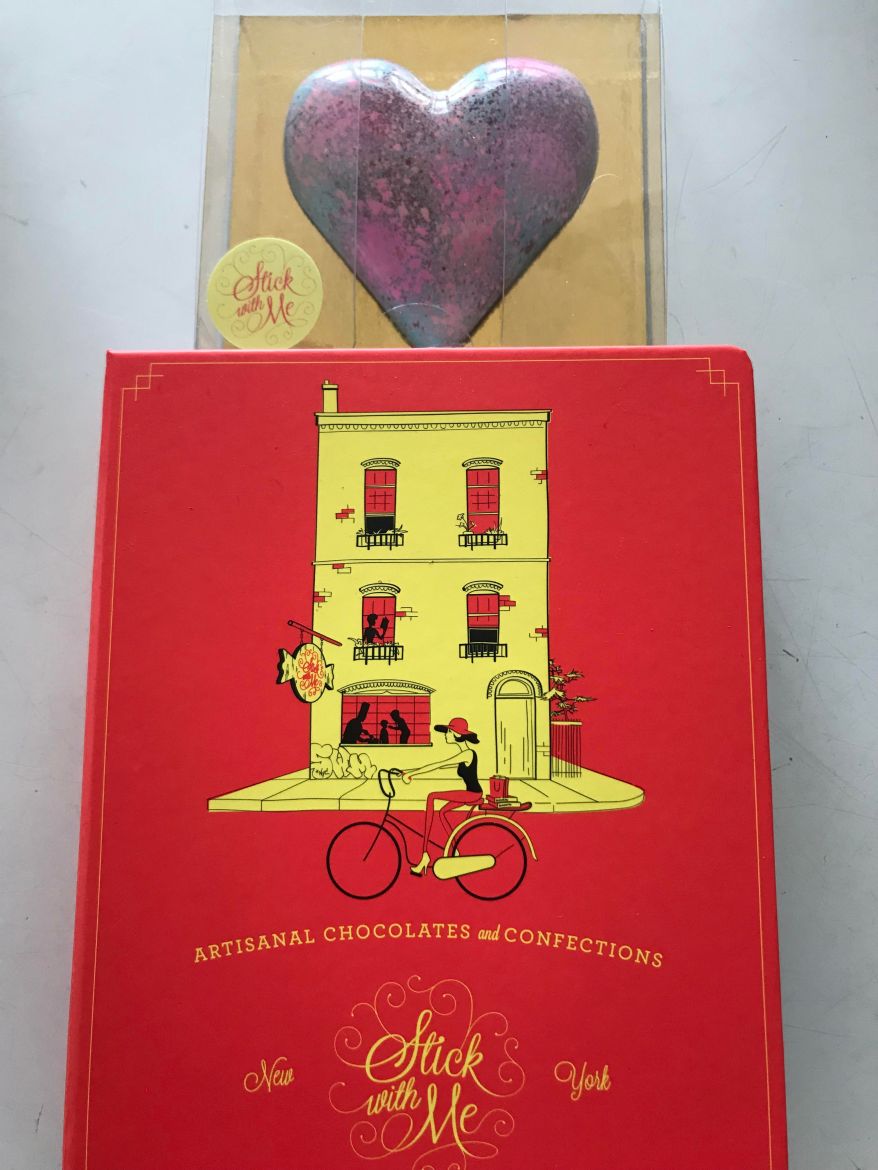 Stick
with Me
ARTISANAL CHOCOLATES and CONFECTIONS
New
Stick
with Me
York